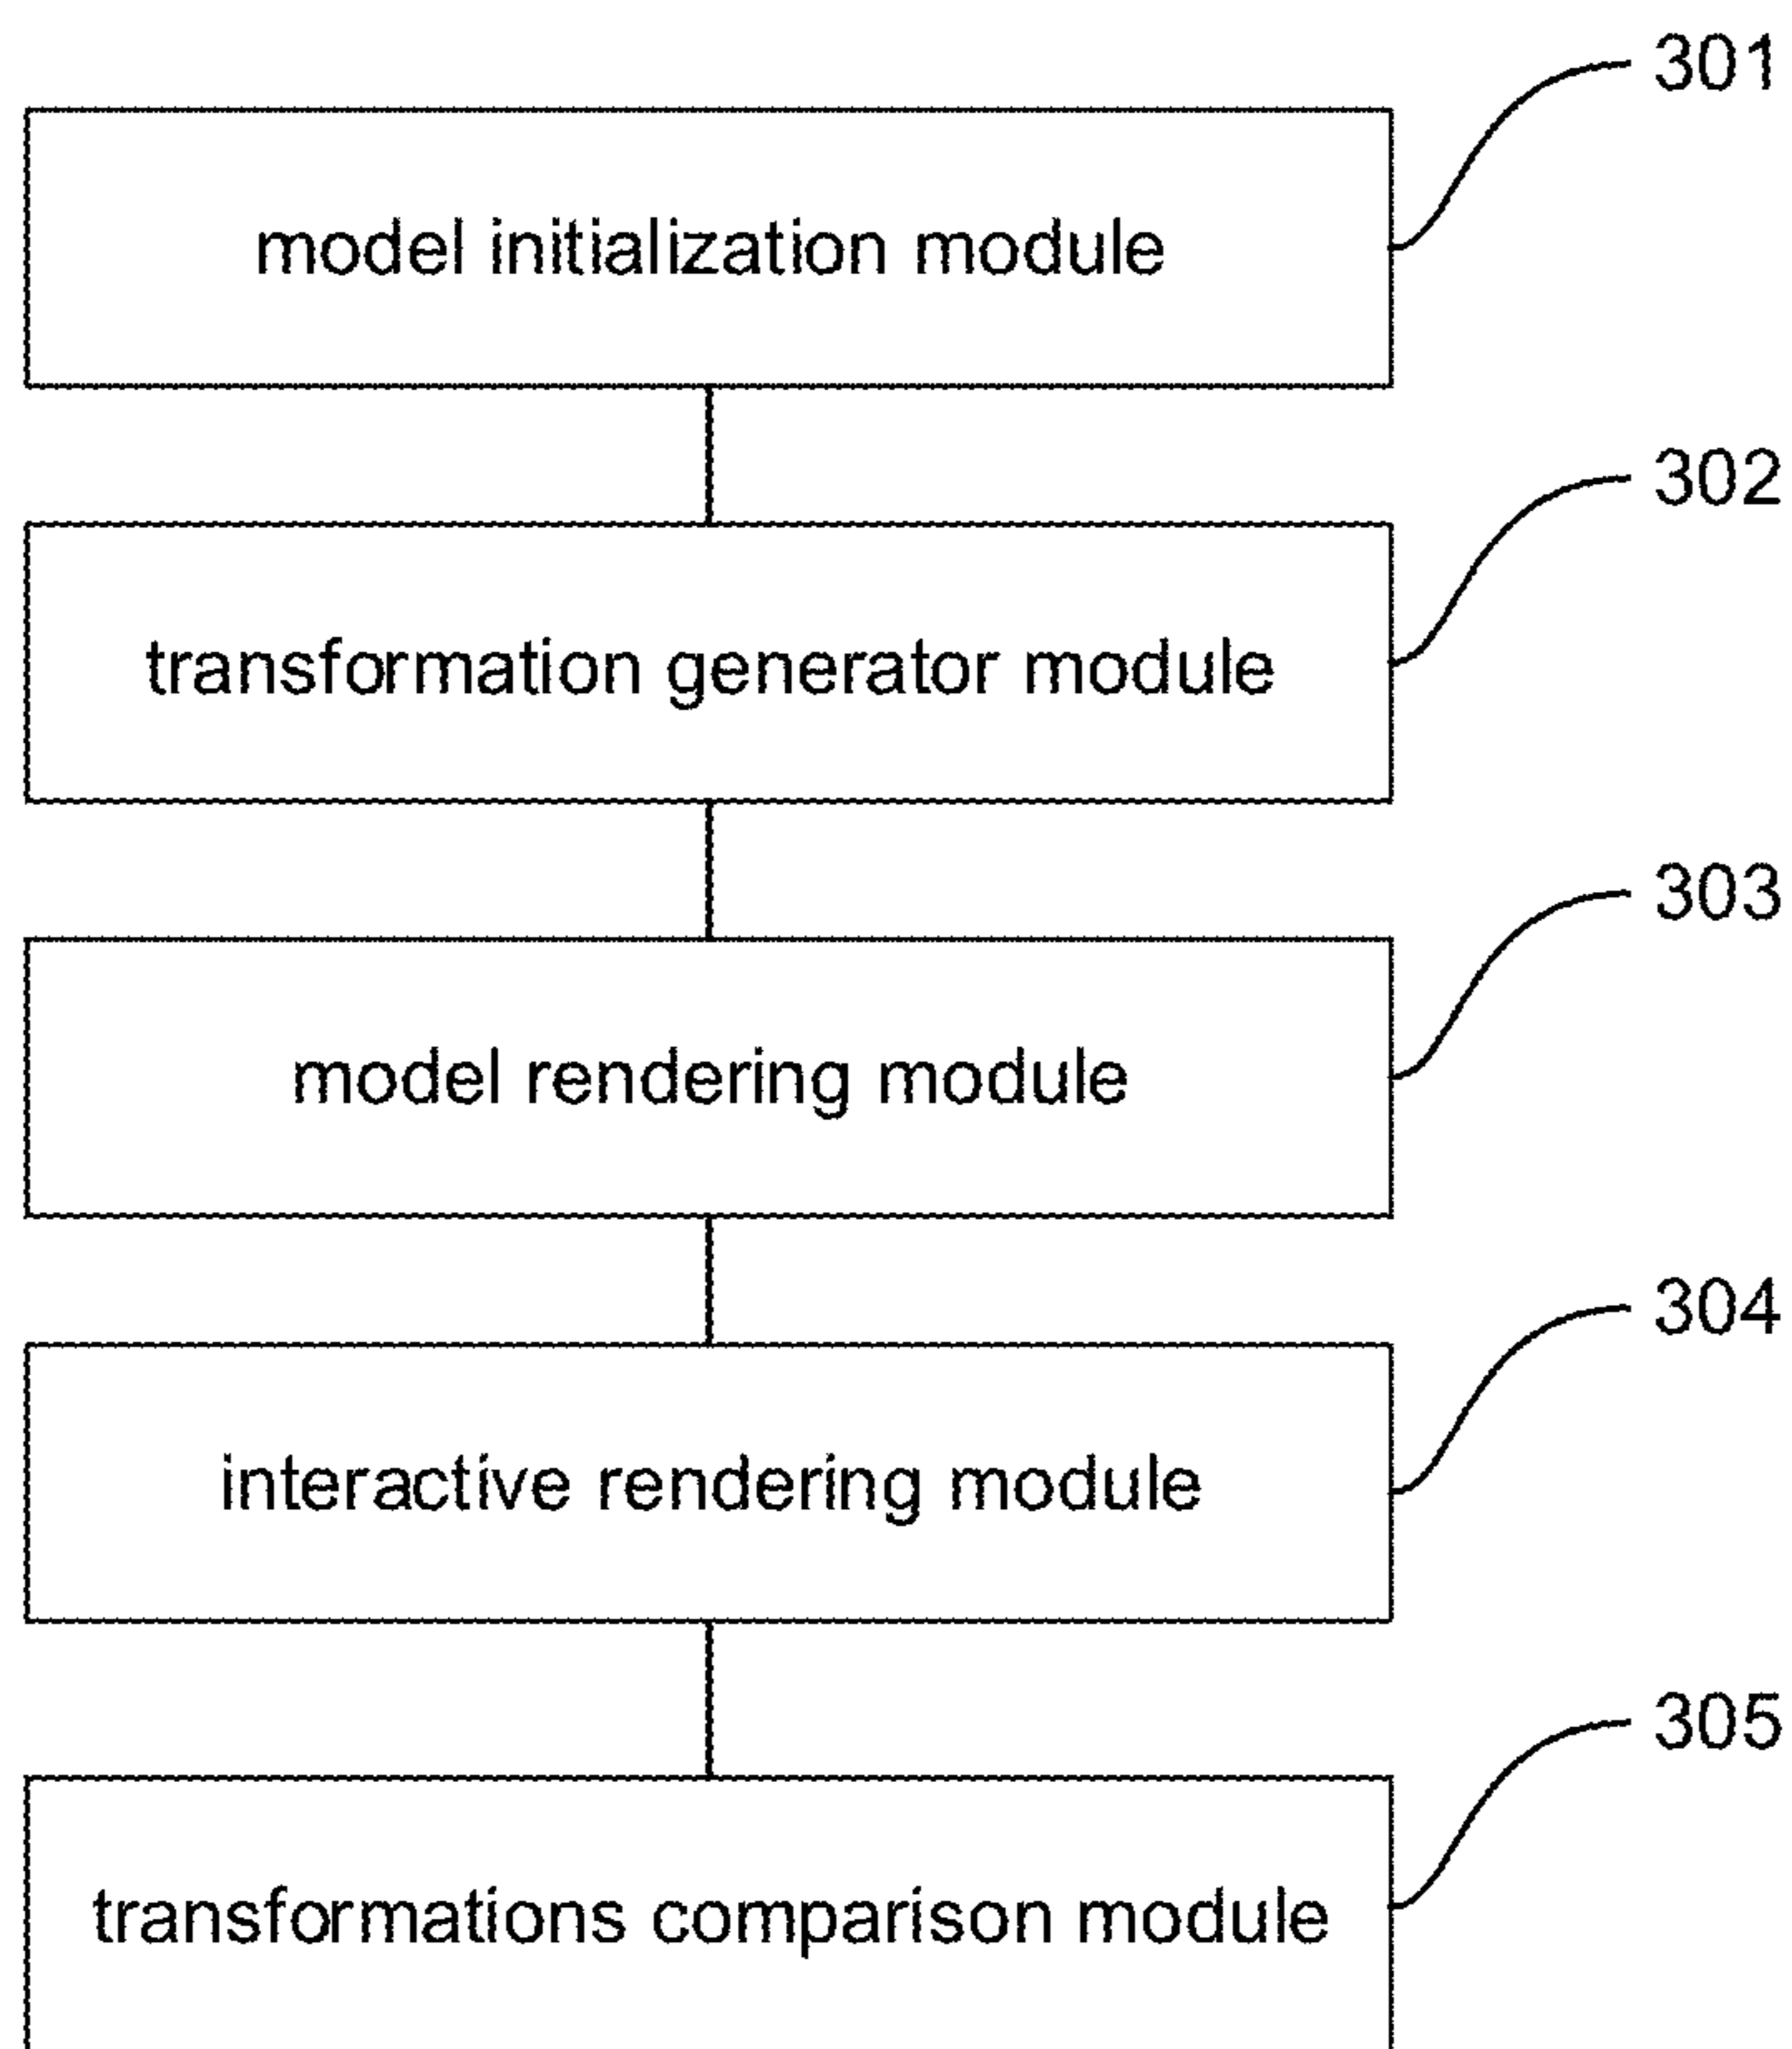 301
model initialization module
302
transformation generator module
303
model rendering module
304
interactive rendering module
305
transformations comparison module